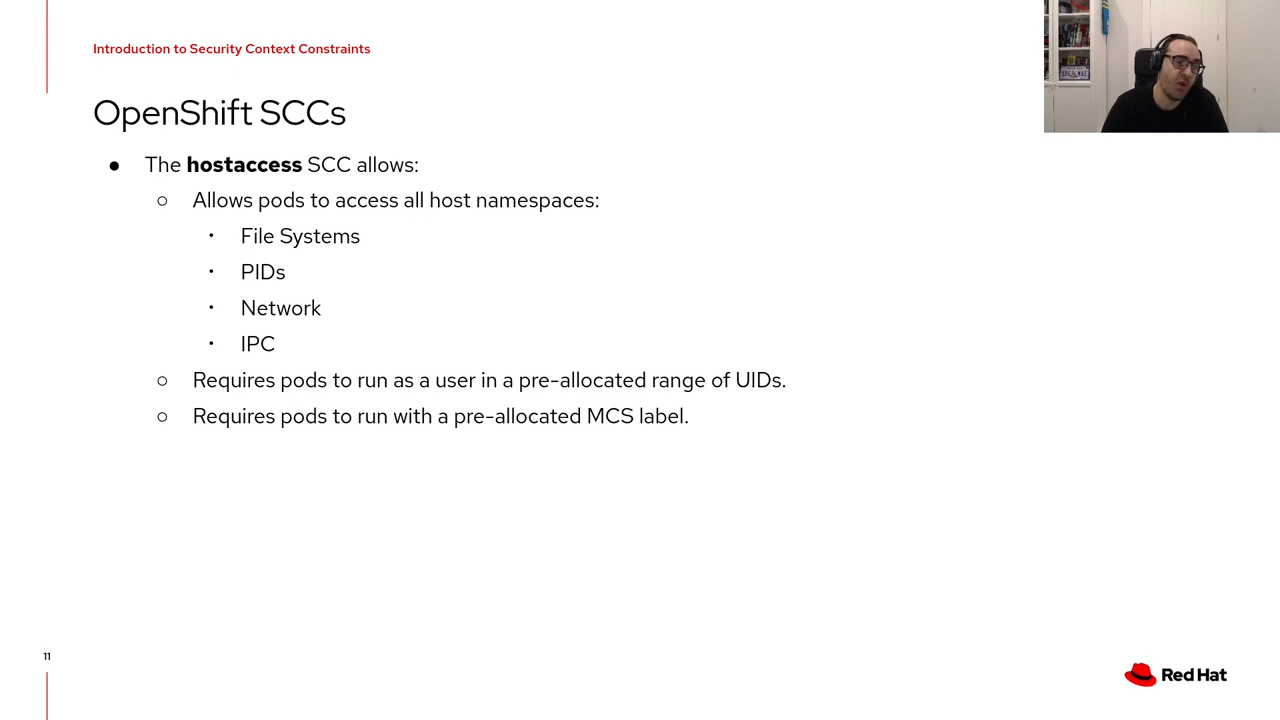 Introduction to Security Context Constraints
OpenShift SCCs
● The hostaccess SCC allows:
○ Allows pods to access all host namespaces:
· File Systems
· PIDs
· Network
· IPC
○ Requires pods to run as a user in a pre-allocated range of UIDs.
○ Requires pods to run with a pre-allocated MCS label.
11
Red Hat